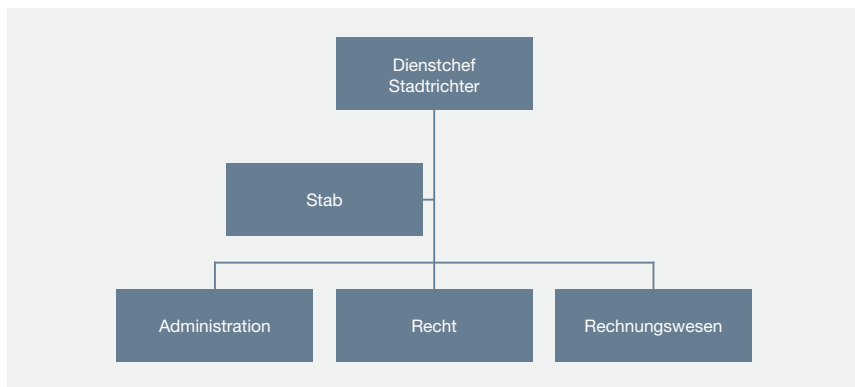 Dienstchef
Stadtrichter
Stab
Administration
Recht
Rechnungswesen